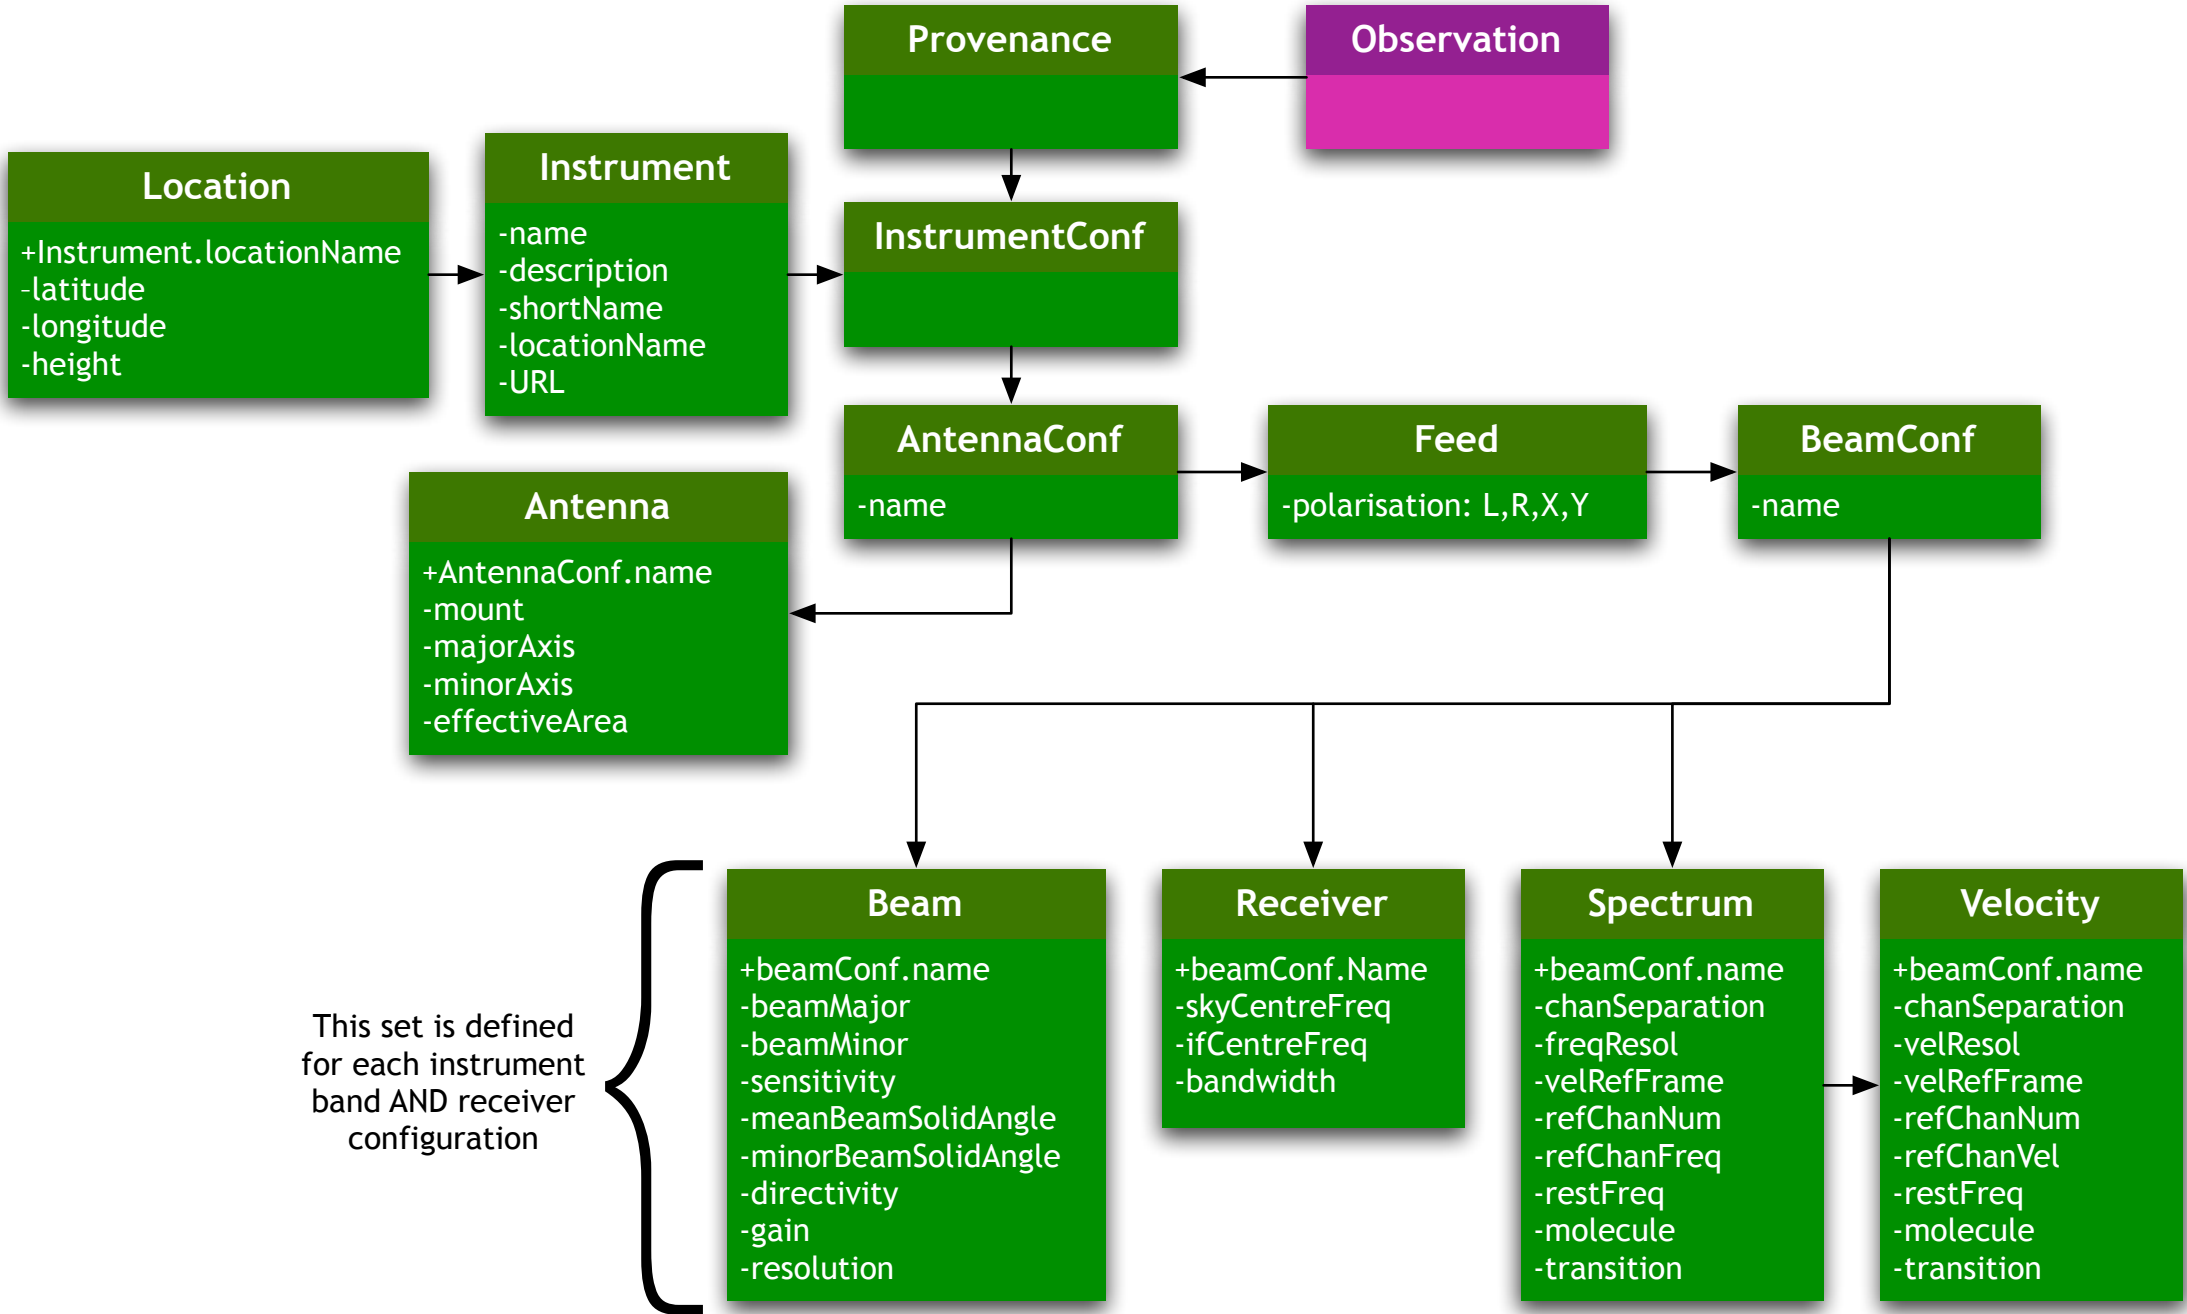 Provenance
Observation
Location
+Instrument.locationName
-latitude
-longitude
-height
Instrument
-name
-description
-shortName
-locationName
-URL
InstrumentConf
AntennaConf
-name
Feed
-polarisation: L,R,X,Y
BeamConf
-name
Antenna
+AntennaConf.name
-mount
-majorAxis
-minorAxis
-effectiveArea
This set is defined
for each instrument
band AND receiver
configuration
Beam
+beamConf.name
-beamMajor
-beamMinor
-sensitivity
-meanBeamSolidAngle
-minorBeamSolidAngle
-directivity
-gain
-resolution
Receiver
+beamConf.Name
-skyCentreFreq
-ifCentreFreq
-bandwidth
Spectrum
+beamConf.name
-chanSeparation
-freqResol
-velRefFrame
-refChanNum
-refChanFreq
-restFreq
-molecule
-transition
Velocity
+beamConf.name
-chanSeparation
-velResol
-velRefFrame
-refChanNum
-refChanVel
-restFreq
-molecule
-transition